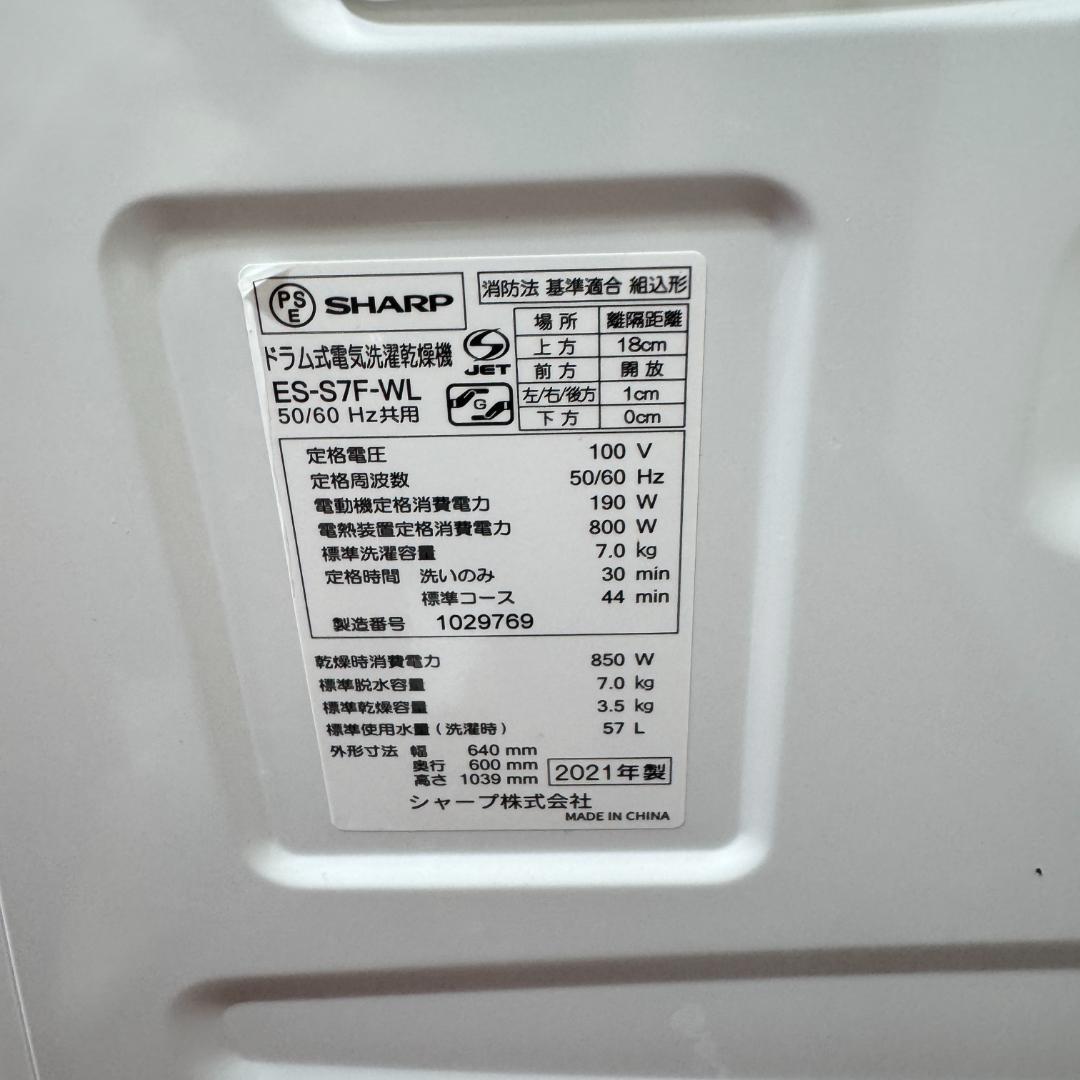 PSE SHARP
消防法 基準適合 組込形
ドラム式電気洗濯乾燥機
ES-S7F-WL
50/60 Hz共用
JET
G
場所 離隔距離
上方 18cm
前方 開放
左/右/後方 1cm
下方 0cm
定格電圧 100 V
定格周波数 50/60 Hz
電動機定格消費電力 190 W
電熱装置定格消費電力 800 W
標準洗濯容量 7.0 kg
定格時間 洗いのみ 30 min
標準コース 44 min
製造番号 1029769
乾燥時消費電力 850 W
標準脱水容量 7.0 kg
標準乾燥容量 3.5 kg
標準使用水量(洗濯時) 57 L
外形寸法 幅 640 mm
奥行 600 mm
高さ 1039 mm
2021年製
シャープ株式会社
MADE IN CHINA